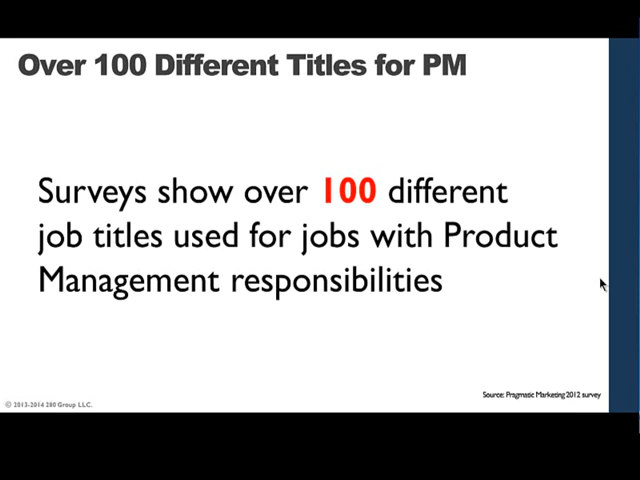 Over 100 Different Titles for PM
Surveys show over 100 different
job titles used for jobs with Product
Management responsibilities
Source: Pragmatic Marketing 2012 survey
© 2013-2014 280 Group LLC.